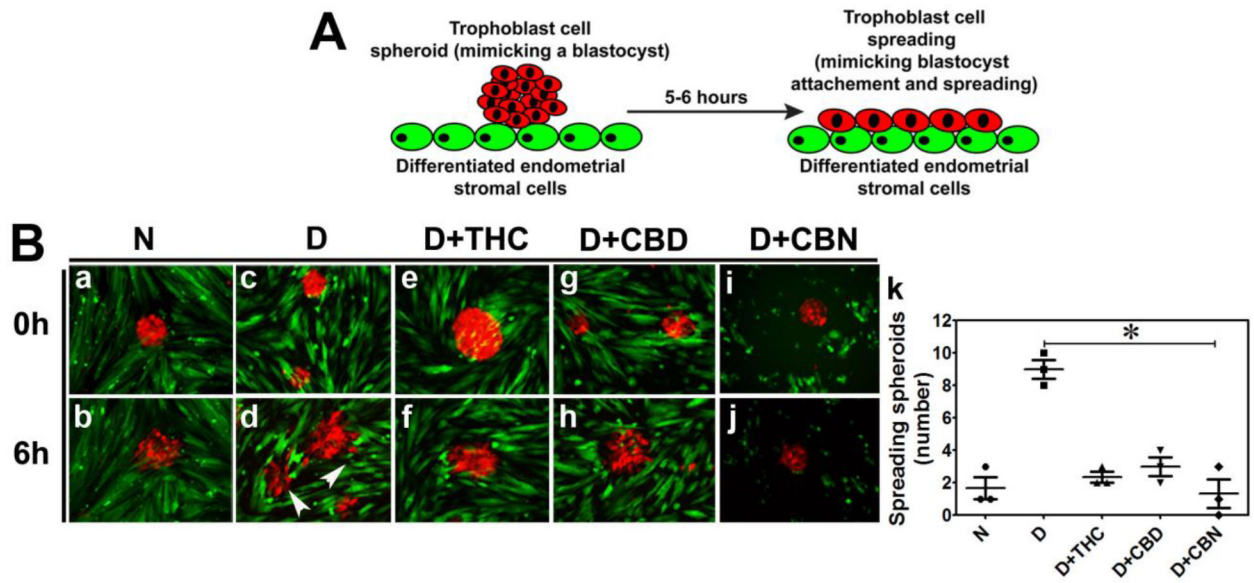 A
Trophoblast cell
spheroid (mimicking a blastocyst)
5-6 hours
Trophoblast cell
spreading
(mimicking blastocyst
attachement and spreading)
Differentiated endometrial
stromal cells
Differentiated endometrial
stromal cells
B
N D D+THC D+CBD D+CBN
0h
a c e g i
6h
b d f h j
k
Spreading spheroids
(number)
12
10
8
6
4
2
0
*
N D D+THC D+CBD D+CBN